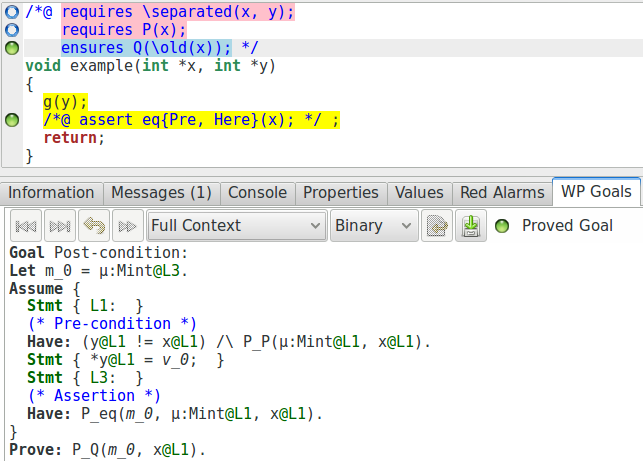 /*@ requires \separated(x, y);
requires P(x);
ensures Q(\old(x)); */
void example(int *x, int *y)
{
g(y);
/*@ assert eq{Pre, Here}(x); */ ;
return;
}
Information Messages (1) Console Properties Values Red Alarms WP Goals
Full Context Binary Proved Goal
Goal Post-condition:
Let m_0 = μ:Mint@L3.
Assume {
Stmt { L1: }
(* Pre-condition *)
Have: (y@L1 != x@L1) /\ P_P(μ:Mint@L1, x@L1).
Stmt { *y@L1 = v_0; }
Stmt { L3: }
(* Assertion *)
Have: P_eq(m_0, μ:Mint@L1, x@L1).
}
Prove: P_Q(m_0, x@L1).